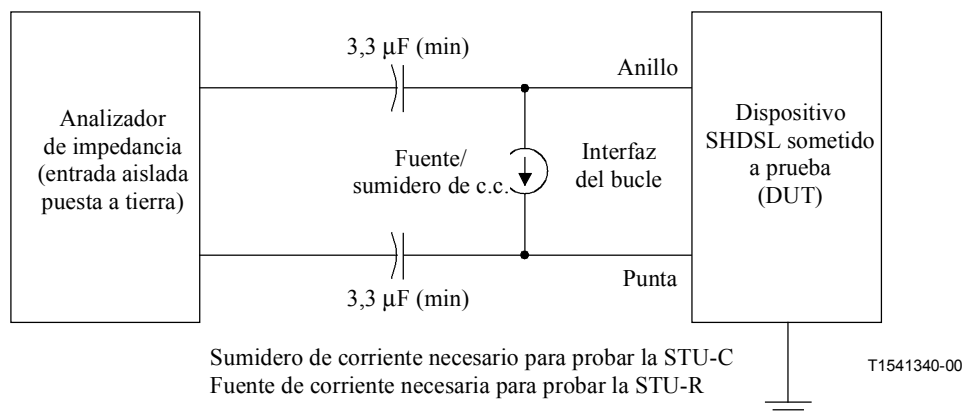 3,3 µF (min)
Anillo
Analizador
de impedancia
(entrada aislada
puesta a tierra)
Fuente/
sumidero de c.c.
Interfaz
del bucle
Dispositivo
SHDSL sometido
a prueba
(DUT)
Punta
3,3 µF (min)
Sumidero de corriente necesario para probar la STU-C
Fuente de corriente necesaria para probar la STU-R
T1541340-00